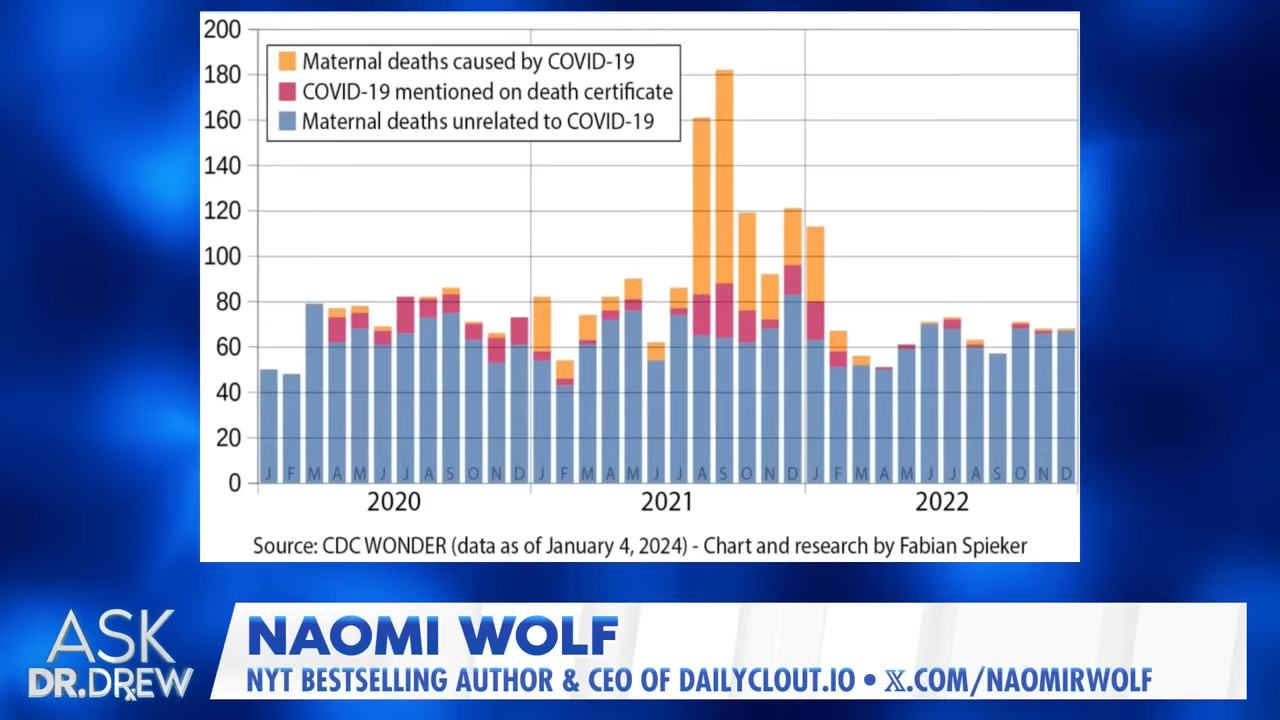 200
180
160
140
120
100
80
60
40
20
0
Maternal deaths caused by COVID-19
COVID-19 mentioned on death certificate
Maternal deaths unrelated to COVID-19
J F M A M J J A S O N D J F M A M J J A S O N D J F M A M J J A S O N D
2020 2021 2022
Source: CDC WONDER (data as of January 4, 2024) - Chart and research by Fabian Spieker
ASK
DR.DREW
NAOMI WOLF
NYT BESTSELLING AUTHOR & CEO OF DAILYCLOUT.IO • X.COM/NAOMIRWOLF